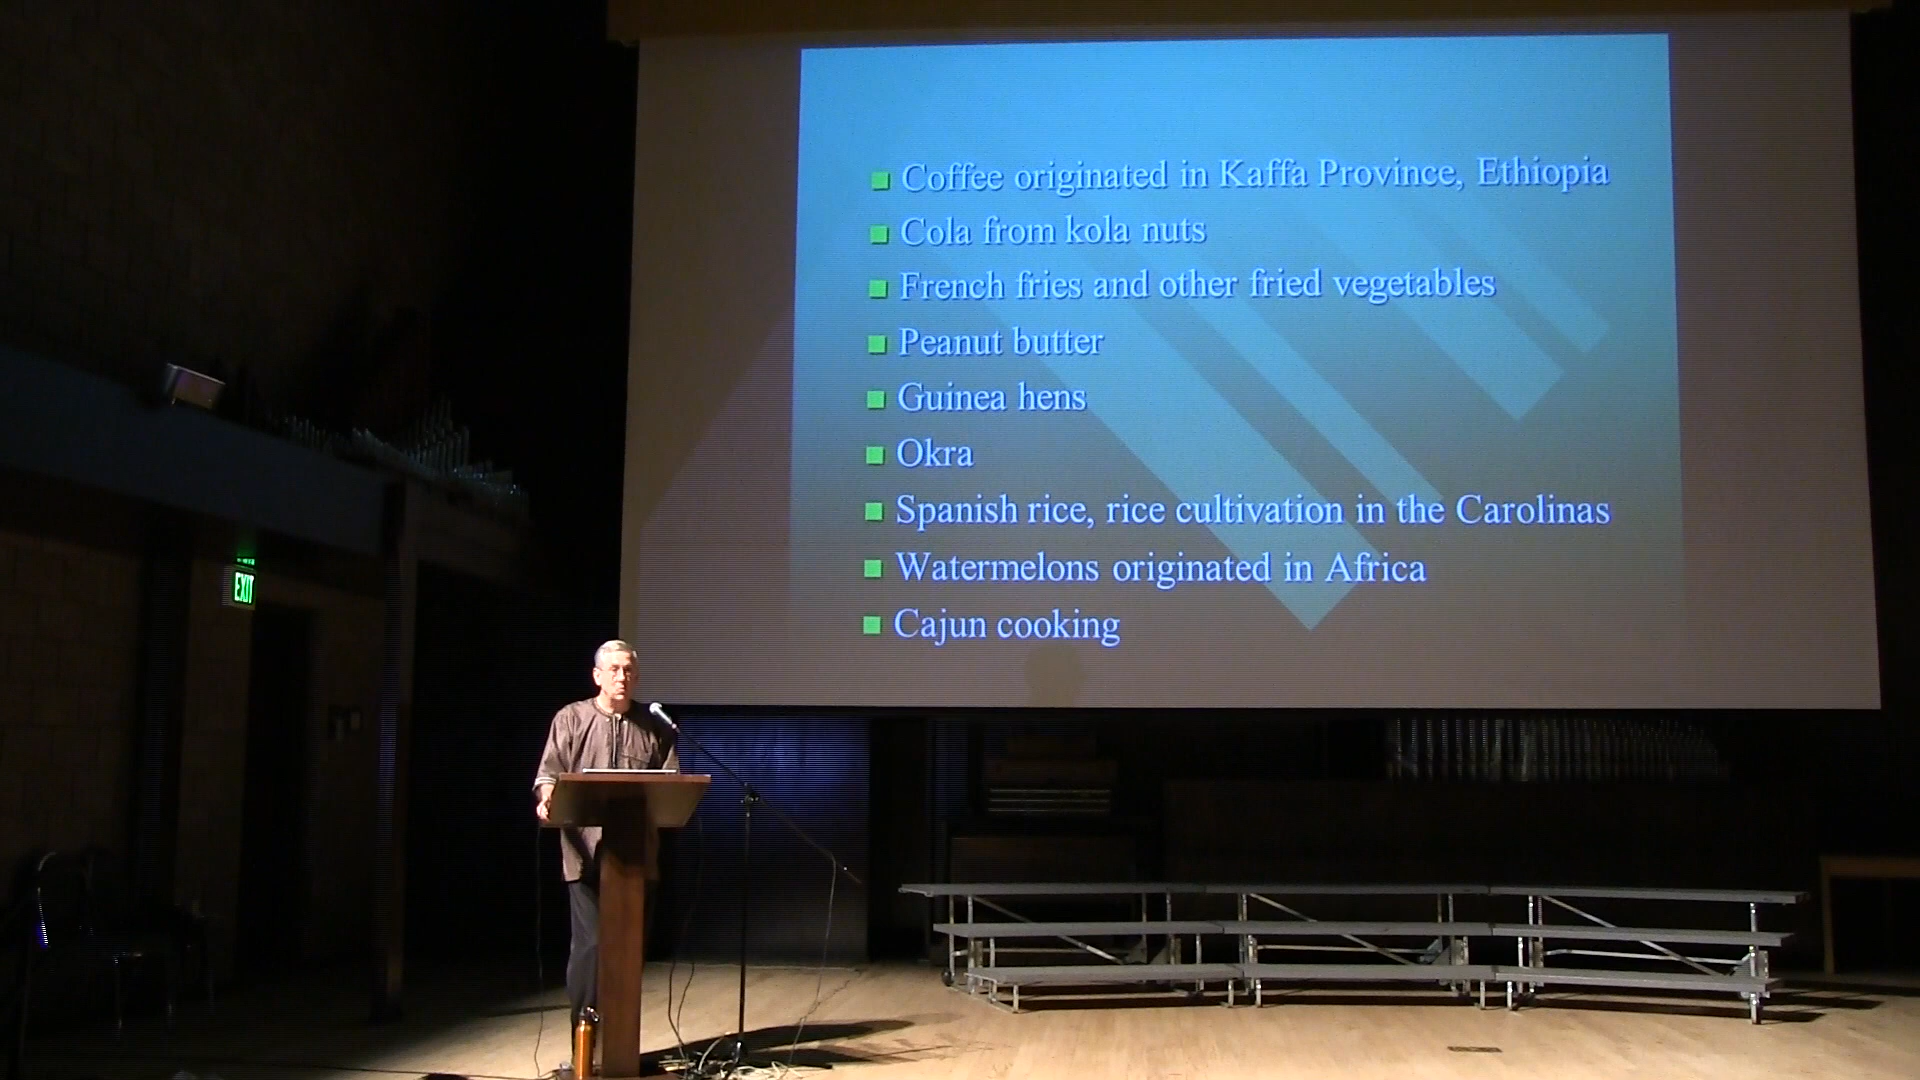 Coffee originated in Kaffa Province, Ethiopia
Cola from kola nuts
French fries and other fried vegetables
Peanut butter
Guinea hens
Okra
Spanish rice, rice cultivation in the Carolinas
Watermelons originated in Africa
Cajun cooking
EXIT